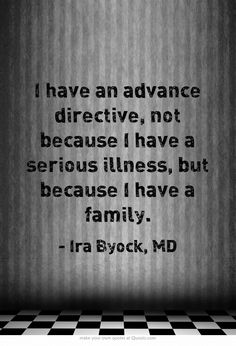 I have an advance
directive, not
because I have a
serious illness, but
because I have a
family.
- Ira Byock, MD
make your own quotes at Quozio.com